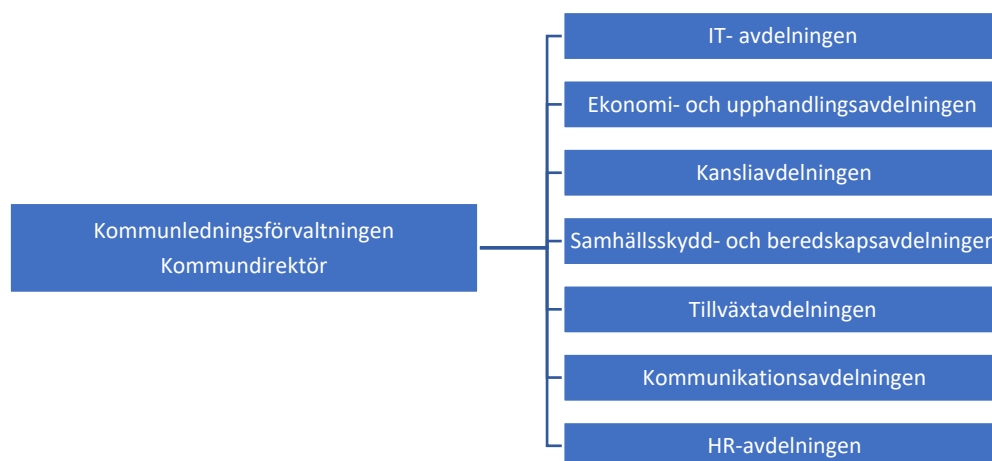 Kommunledningsförvaltningen
Kommundirektör
IT- avdelningen
Ekonomi- och upphandlingsavdelningen
Kansliavdelningen
Samhällsskydd- och beredskapsavdelningen
Tillväxtavdelningen
Kommunikationsavdelningen
HR-avdelningen